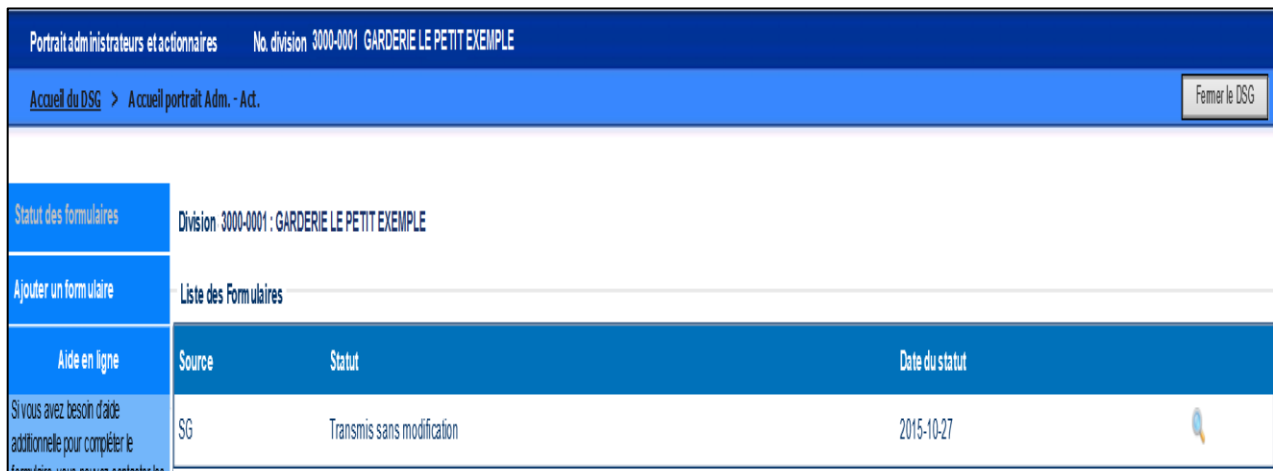 Portrait administrateurs et actionnaires No. division 3000-0001 GARDERIE LE PETIT EXEMPLE
Accueil du DSG > Accueil portrait Adm. - Act. Fermer le DSG
Statut des formulaires
Division 3000-0001 : GARDERIE LE PETIT EXEMPLE
Ajouter un formulaire
Liste des Formulaires
Aide en ligne
Source Statut Date du statut
Si vous avez besoin d'aide
additionnelle pour compléter le
SG Transmis sans modification 2015-10-27